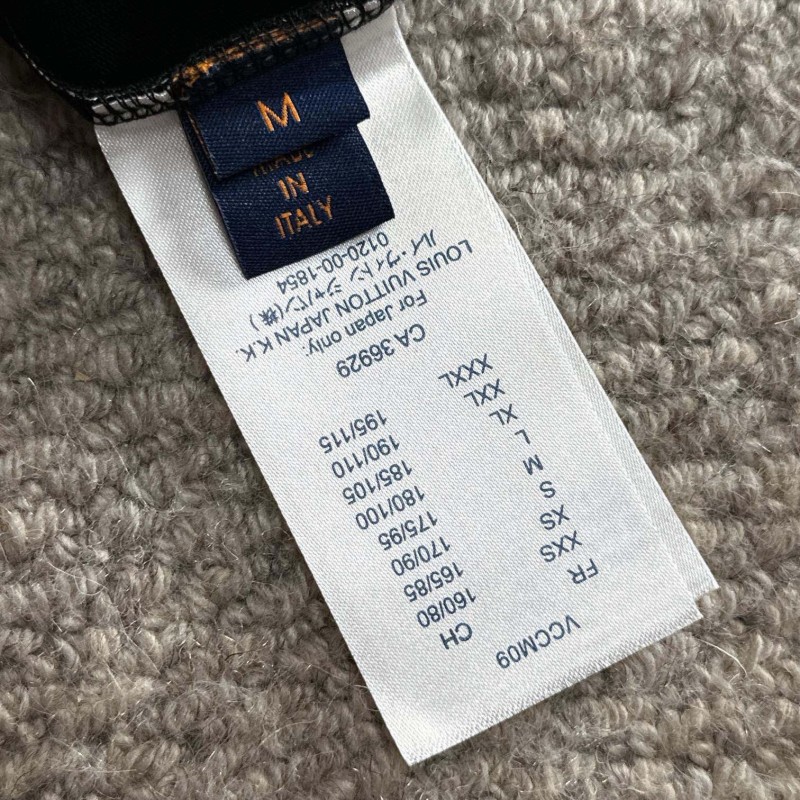 M
MADE
IN
ITALY
VCCM09
FR CH
XXS 160/80
XS 165/85
S 170/90
M 175/95
L 180/100
XL 185/105
XXL 190/110
XXXL 195/115
CA 36929
For Japan only:
LOUIS VUITTON JAPAN K.K.
ルイ・ヴィトン ジャパン(株)
0120-00-1854